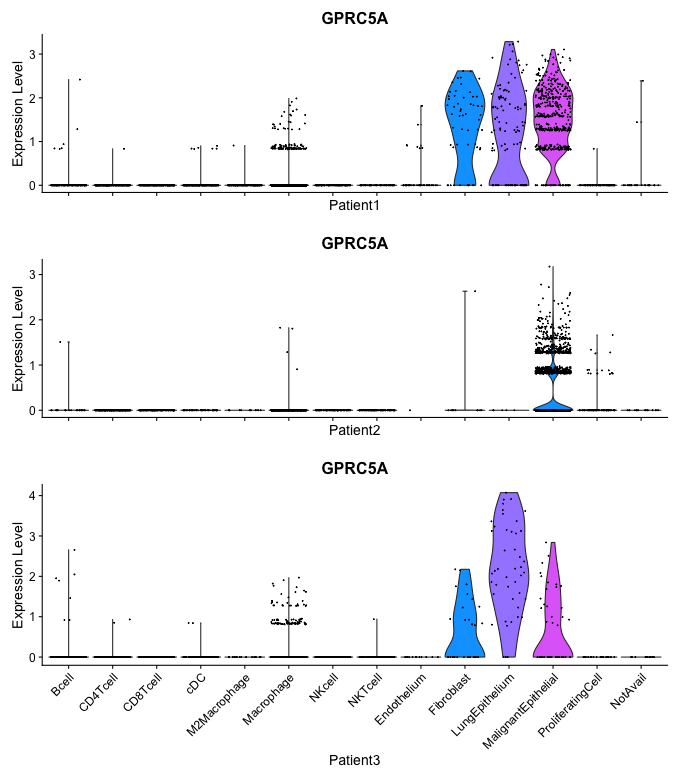 GPRC5A
Expression Level
3
2
1
0
Patient1
GPRC5A
Expression Level
3
2
1
0
Patient2
GPRC5A
Expression Level
4
3
2
1
0
Bcell
CD4Tcell
CD8Tcell
cDC
M2Macrophage
Macrophage
NKcell
NKTcell
Endothelium
Fibroblast
LungEpithelium
MalignantEpithelial
ProliferatingCell
NotAvail
Patient3